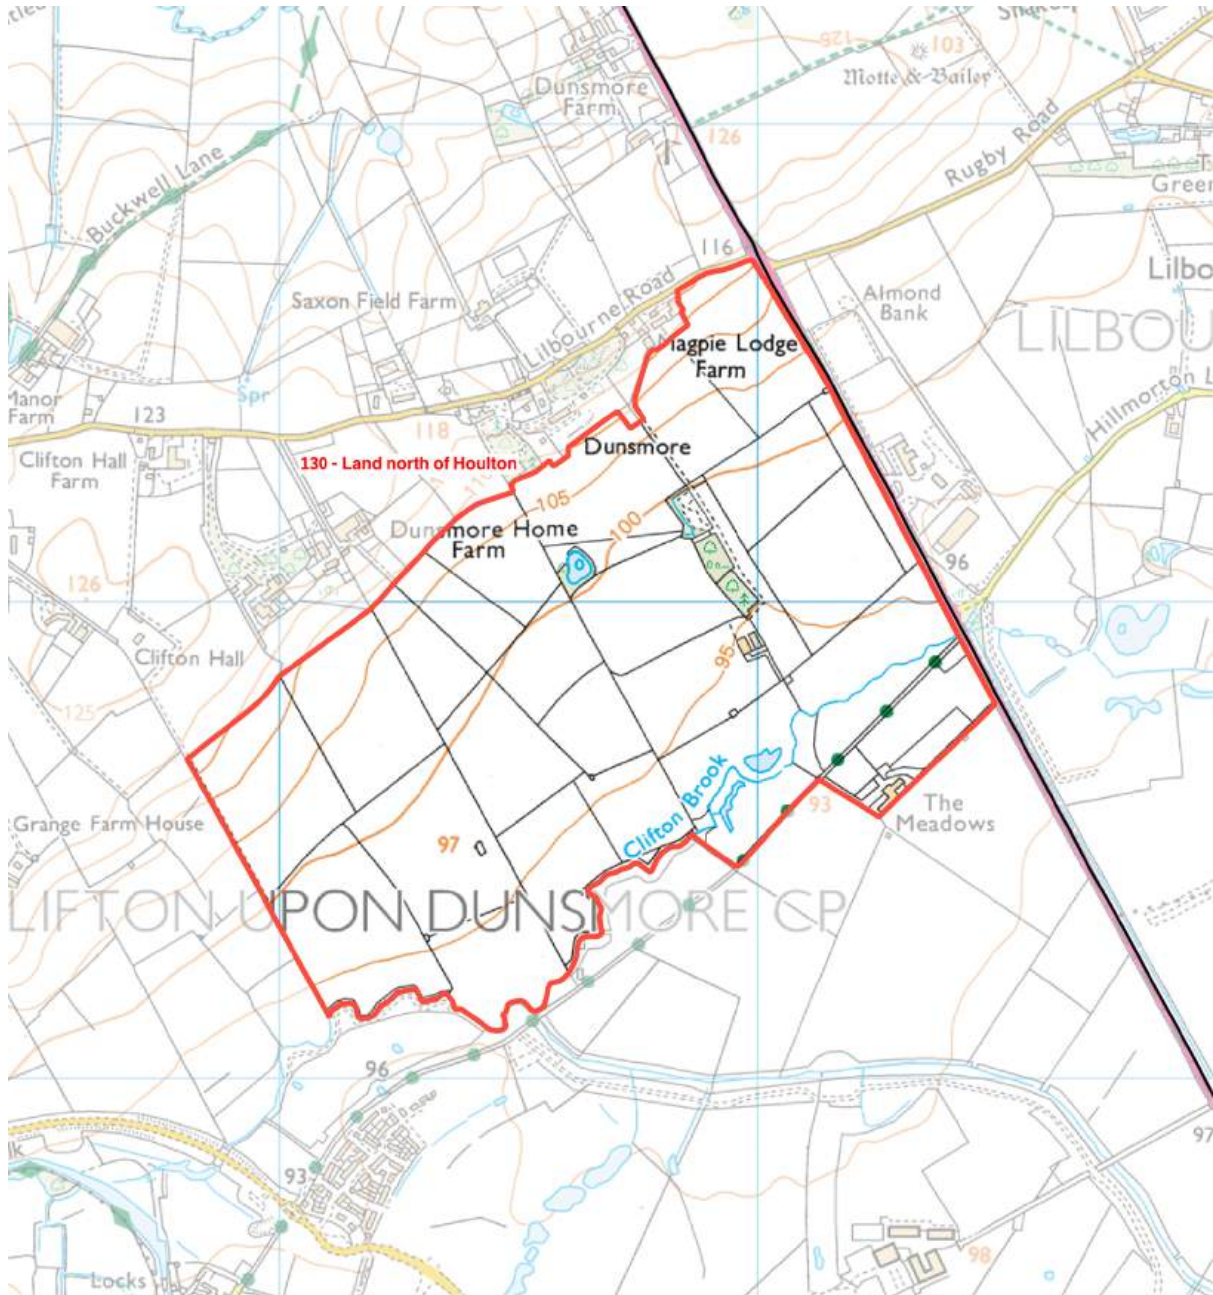 Dunsmore
Farm
103
Motte & Bailey
126
126
Rugby Road
Buckwell Lane
Green
116
Lilbo
Saxon Field Farm
Lilbourne Road
Almond
Bank
LILBOU
agpie Lodge
Farm
Hillmorton L
Spr
Manor
Farm
123
118
Clifton Hall
Farm
130 - Land north of Houlton
110
Dunsmore
105
100
Dunsmore Home
Farm
96
126
Clifton Hall
95
125
Clifton Brook
Grange Farm House
97
93
The
Meadows
LIFTON UPON DUNSMORE CP
96
97
93
98
Locks